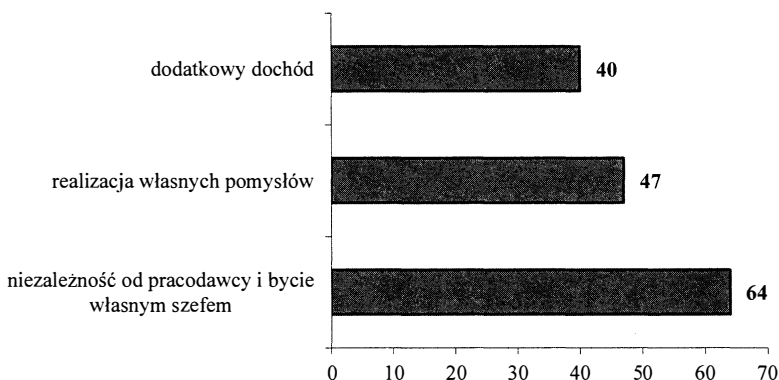 dodatkowy dochód
40
realizacja własnych pomysłów
47
niezależność od pracodawcy i bycie
własnym szefem
64
0 10 20 30 40 50 60 70